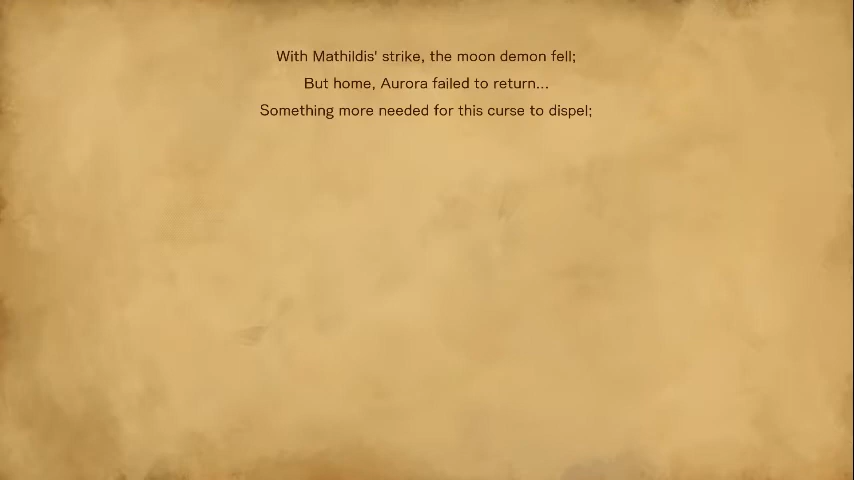 With Mathildis' strike, the moon demon fell;
But home, Aurora failed to return...
Something more needed for this curse to dispel;